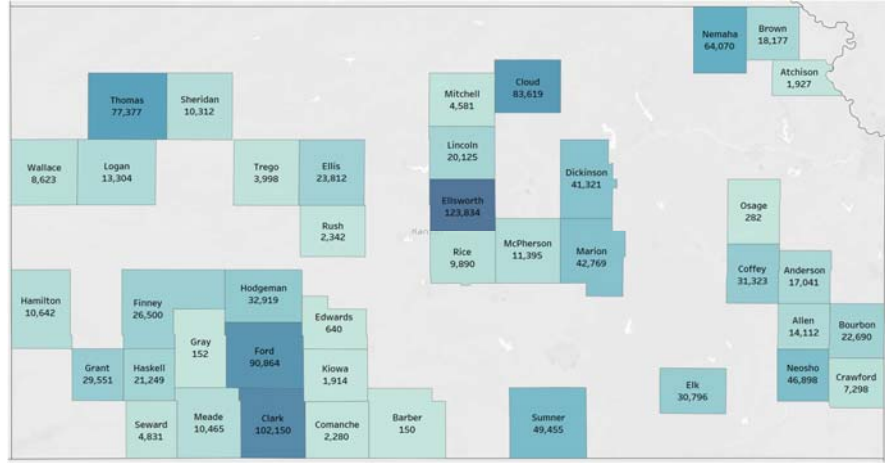 Nemaha
64,070
Brown
18,177
Atchison
1,927
Thomas
77,377
Sheridan
10,312
Mitchell
4,581
Cloud
83,619
Wallace
8,623
Logan
13,304
Trego
3,998
Ellis
23,812
Lincoln
20,125
Dickinson
41,321
Ellsworth
123,834
Rush
2,342
Rice
9,890
McPherson
11,395
Marion
42,769
Osage
282
Coffey
31,323
Anderson
17,041
Hamilton
10,642
Finney
26,500
Hodgeman
32,919
Edwards
640
Gray
152
Ford
90,864
Allen
14,112
Bourbon
22,690
Grant
29,551
Haskell
21,249
Kiowa
1,914
Elk
30,796
Neosho
46,898
Crawford
7,298
Seward
4,831
Meade
10,465
Clark
102,150
Comanche
2,280
Barber
150
Sumner
49,455